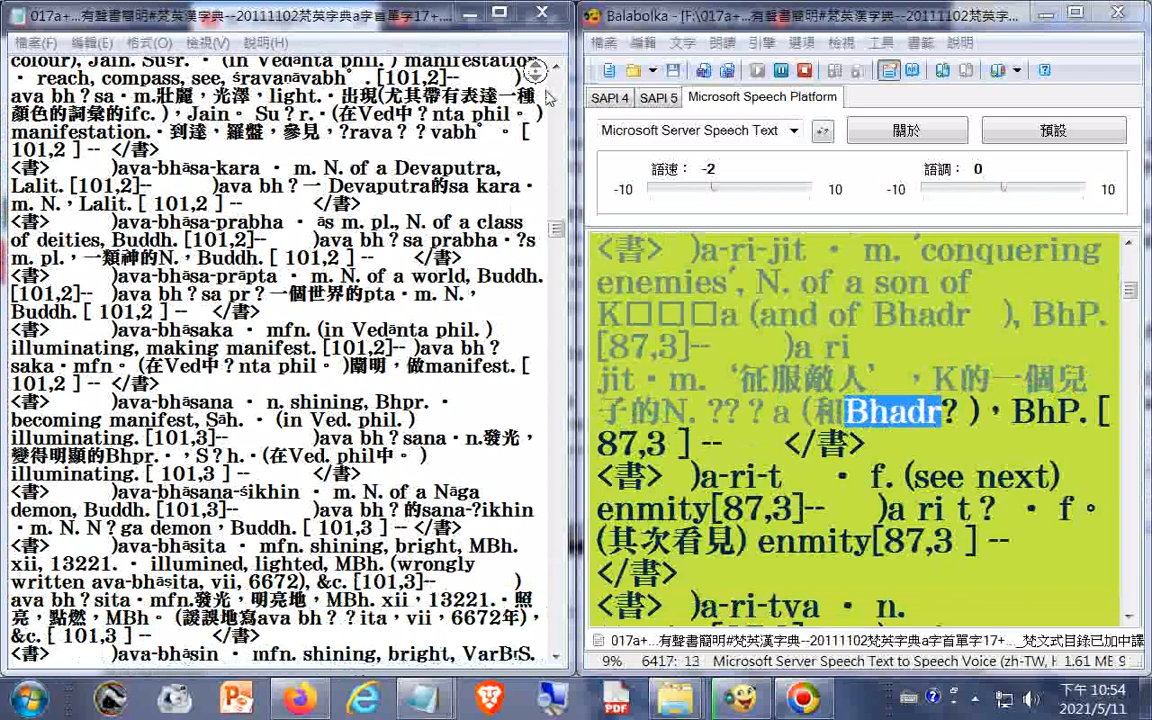 017a+...有聲書簡明#梵英漢字典--20111102梵英字典a字首單字17+...
檔案(F) 編輯(E) 格式(O) 檢視(V) 說明(H)
colour), Jain. Suśr. · (in Vedānta phil.) manifestation
· reach, compass, see, śravaṇāvabh°. [101,2]-- )
ava bh？sa · m.壯麗，光澤，light.· 出現(尤其帶有表達一種
顏色的詞彙的ifc. )，Jain。 Su？r. · (在Ved中？nta phil。)
manifestation. · 到達，羅盤，參見，?rava？？vabh°。[
101,2 ] -- </書>
<書> )ava-bhāsa-kara · m. N. of a Devaputra,
Lalit. [101,2]-- )ava bh？一 Devaputra的sa kara ·
m. N.，Lalit. [ 101,2 ] -- </書>
<書> )ava-bhāsa-prabha · ās m. pl., N. of a class
of deities, Buddh. [101,2]-- )ava bh？sa prabha · ?s
m. pl.，一類神的N.，Buddh. [ 101,2 ] -- </書>
<書> )ava-bhāsa-prāpta · m. N. of a world, Buddh.
[101,2]-- )ava bh？sa pr？一個世界的pta · m. N.，
Buddh. [ 101,2 ] -- </書>
<書> )ava-bhāsaka · mfn. (in Vedānta phil. )
illuminating, making manifest. [101,2]--)ava bh？
saka · mfn。(在Ved中？nta phil。)闡明，做manifest. [
101,2 ] -- </書>
<書> )ava-bhāsana · n. shining, Bhpr. ·
becoming manifest, Sāh. · (in Ved. phil.)
illuminating. [101,3]-- )ava bh？sana · n.發光，
變得明顯的Bhpr. ·，S？h. · (在Ved. phil中。)
illuminating. [ 101,3 ] -- </書>
<書> )ava-bhāsana-śikhin · m. N. of a Nāga
demon, Buddh. [101,3]-- )ava bh？的sana-?ikhin
· m. N. N？ga demon, Buddh. [ 101,3 ] -- </書>
<書> )ava-bhāsita · mfn. shining, bright, MBh.
xii, 13221. · illumined, lighted, MBh. (wrongly
written ava-bhāṣita, vii, 6672), &c. [101,3]-- )
ava bh？sita · mfn.發光，明亮地，MBh. xii，13221. · 照
亮，點燃，MBh。(謬誤地寫ava bh？？ita，vii，6672年)，
&c. [ 101,3 ] -- </書>
<書> )ava-bhāsin · mfn. shining, bright, VarBṛS.
Balabolka - [F:\017a+...有聲書簡明#梵英漢字典--20111102梵英字...
檔案 編輯 文字 朗讀 引擎 選項 檢視 工具 書籤 說明
SAPI 4 SAPI 5 Microsoft Speech Platform
Microsoft Server Speech Text 關於 預設
語速： -2 語調： 0
-10 10 -10 10
<書> )a-ri-jit · m. 'conquering
enemies', N. of a son of
K□□□a (and of Bhadr ), BhP.
[87,3]-- )a ri
jit · m. '征服敵人' ，K的一個兒
子的N. ??？a (和Bhadr? )，BhP. [
87,3 ] -- </書>
<書> )a-ri-t · f. (see next)
enmity[87,3]-- )a ri t？ · f。
(其次看見) enmity[87,3 ] --
</書>
<書> )a-ri-tva · n.
017a+...有聲書簡明#梵英漢字典--20111102梵英字典a字首單字17+..._梵文式目錄已加中譯
9% 6417: 13 Microsoft Server Speech Text to Speech Voice (zh-TW, H 1.61 MB
下午 10:54
2021/5/11